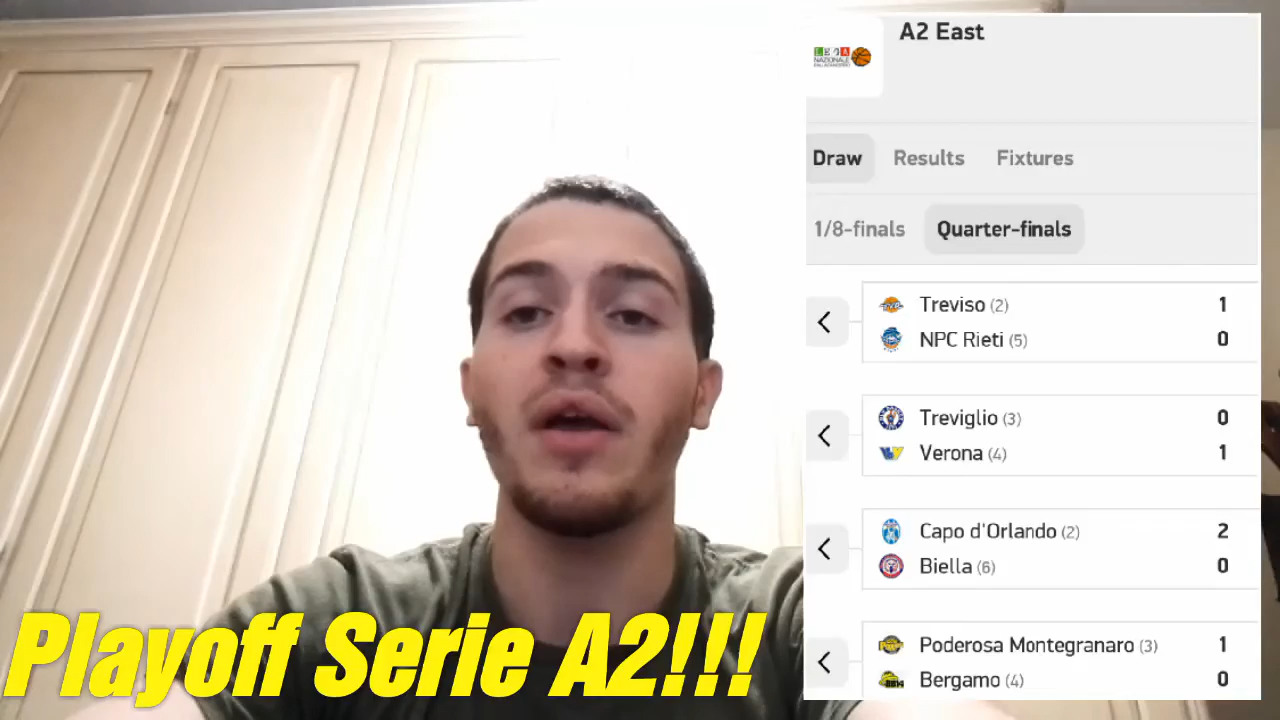 A2 East
LEGA
NAZIONALE
Draw Results Fixtures
1/8-finals Quarter-finals
Treviso (2) 1
NPC Rieti (5) 0
Treviglio (3) 0
Verona (4) 1
Capo d'Orlando (2) 2
Biella (6) 0
Poderosa Montegranaro (3) 1
Bergamo (4) 0
Playoff Serie A2!!!